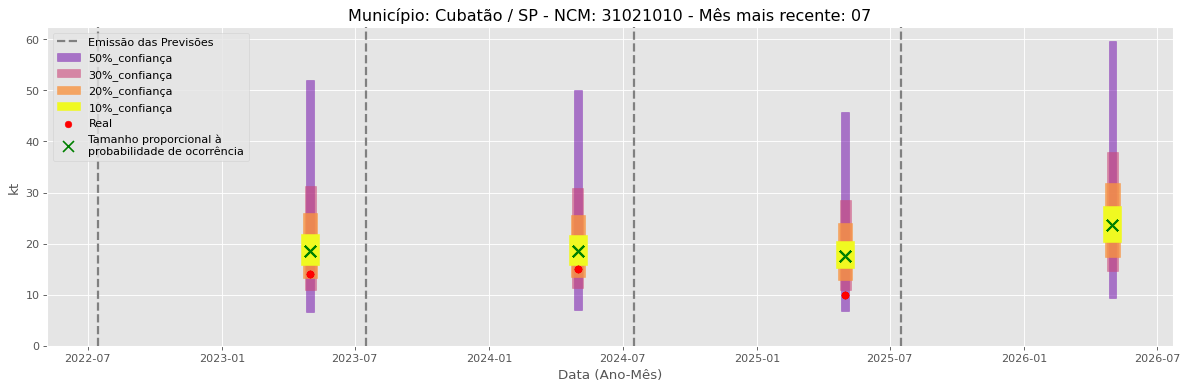 Município: Cubatão / SP - NCM: 31021010 - Mês mais recente: 07
Emissão das Previsões
50%_confiança
30%_confiança
20%_confiança
10%_confiança
Real
Tamanho proporcional à
probabilidade de ocorrência
60
50
40
30
20
10
0
kt
2022-07
2023-01
2023-07
2024-01
2024-07
2025-01
2025-07
2026-01
2026-07
Data (Ano-Mês)